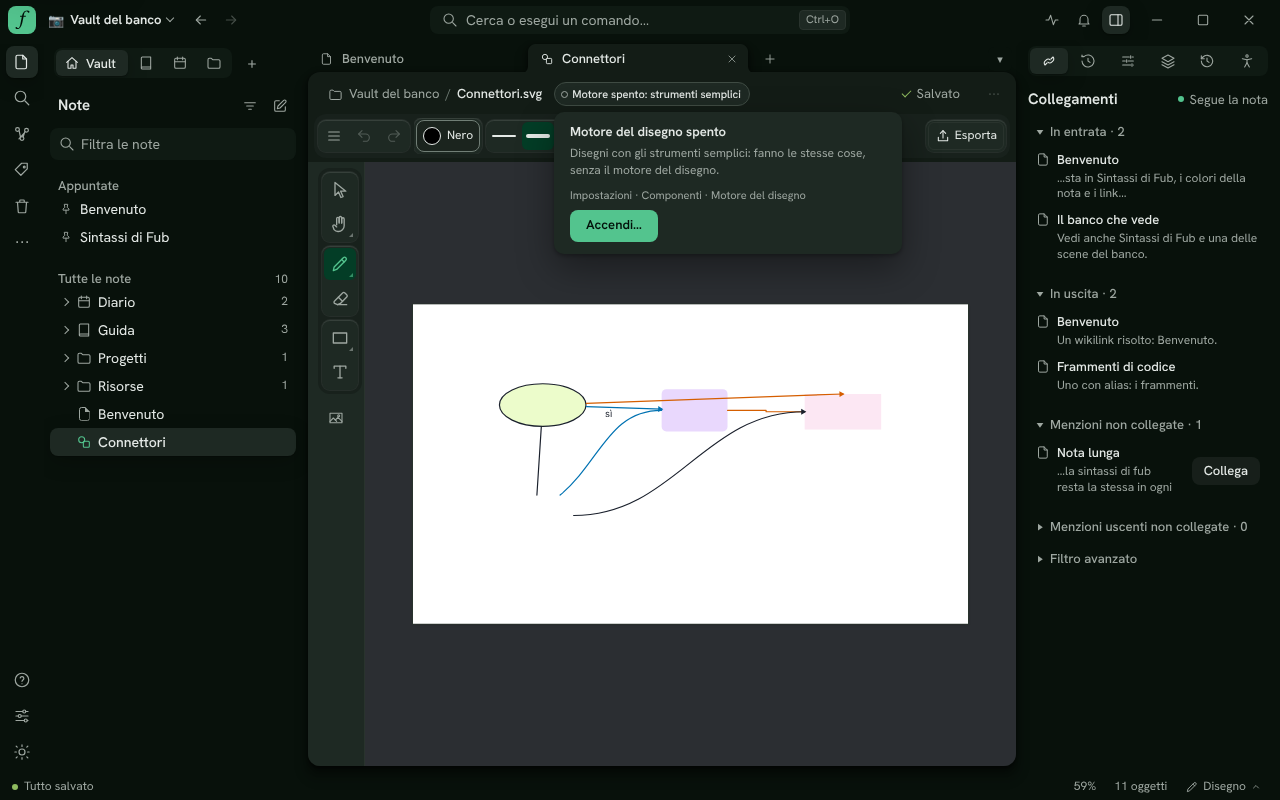 Vault del banco
Cerca o esegui un comando...
Ctrl+O
Vault
Benvenuto
Connettori
Note
Filtra le note
Appuntate
Benvenuto
Sintassi di Fub
Tutte le note 10
Diario 2
Guida 3
Progetti 1
Risorse 1
Benvenuto
Connettori
Vault del banco / Connettori.svg
Motore spento: strumenti semplici
Salvato
Nero
Esporta
Motore del disegno spento
Disegni con gli strumenti semplici: fanno le stesse cose,
senza il motore del disegno.
Impostazioni · Componenti · Motore del disegno
Accendi...
sì
Collegamenti
Segue la nota
In entrata · 2
Benvenuto
...sta in Sintassi di Fub, i colori della
nota e i link...
Il banco che vede
Vedi anche Sintassi di Fub e una delle
scene del banco.
In uscita · 2
Benvenuto
Un wikilink risolto: Benvenuto.
Frammenti di codice
Uno con alias: i frammenti.
Menzioni non collegate · 1
Nota lunga
...la sintassi di fub
resta la stessa in ogni
Collega
Menzioni uscenti non collegate · 0
Filtro avanzato
Tutto salvato
59%
11 oggetti
Disegno